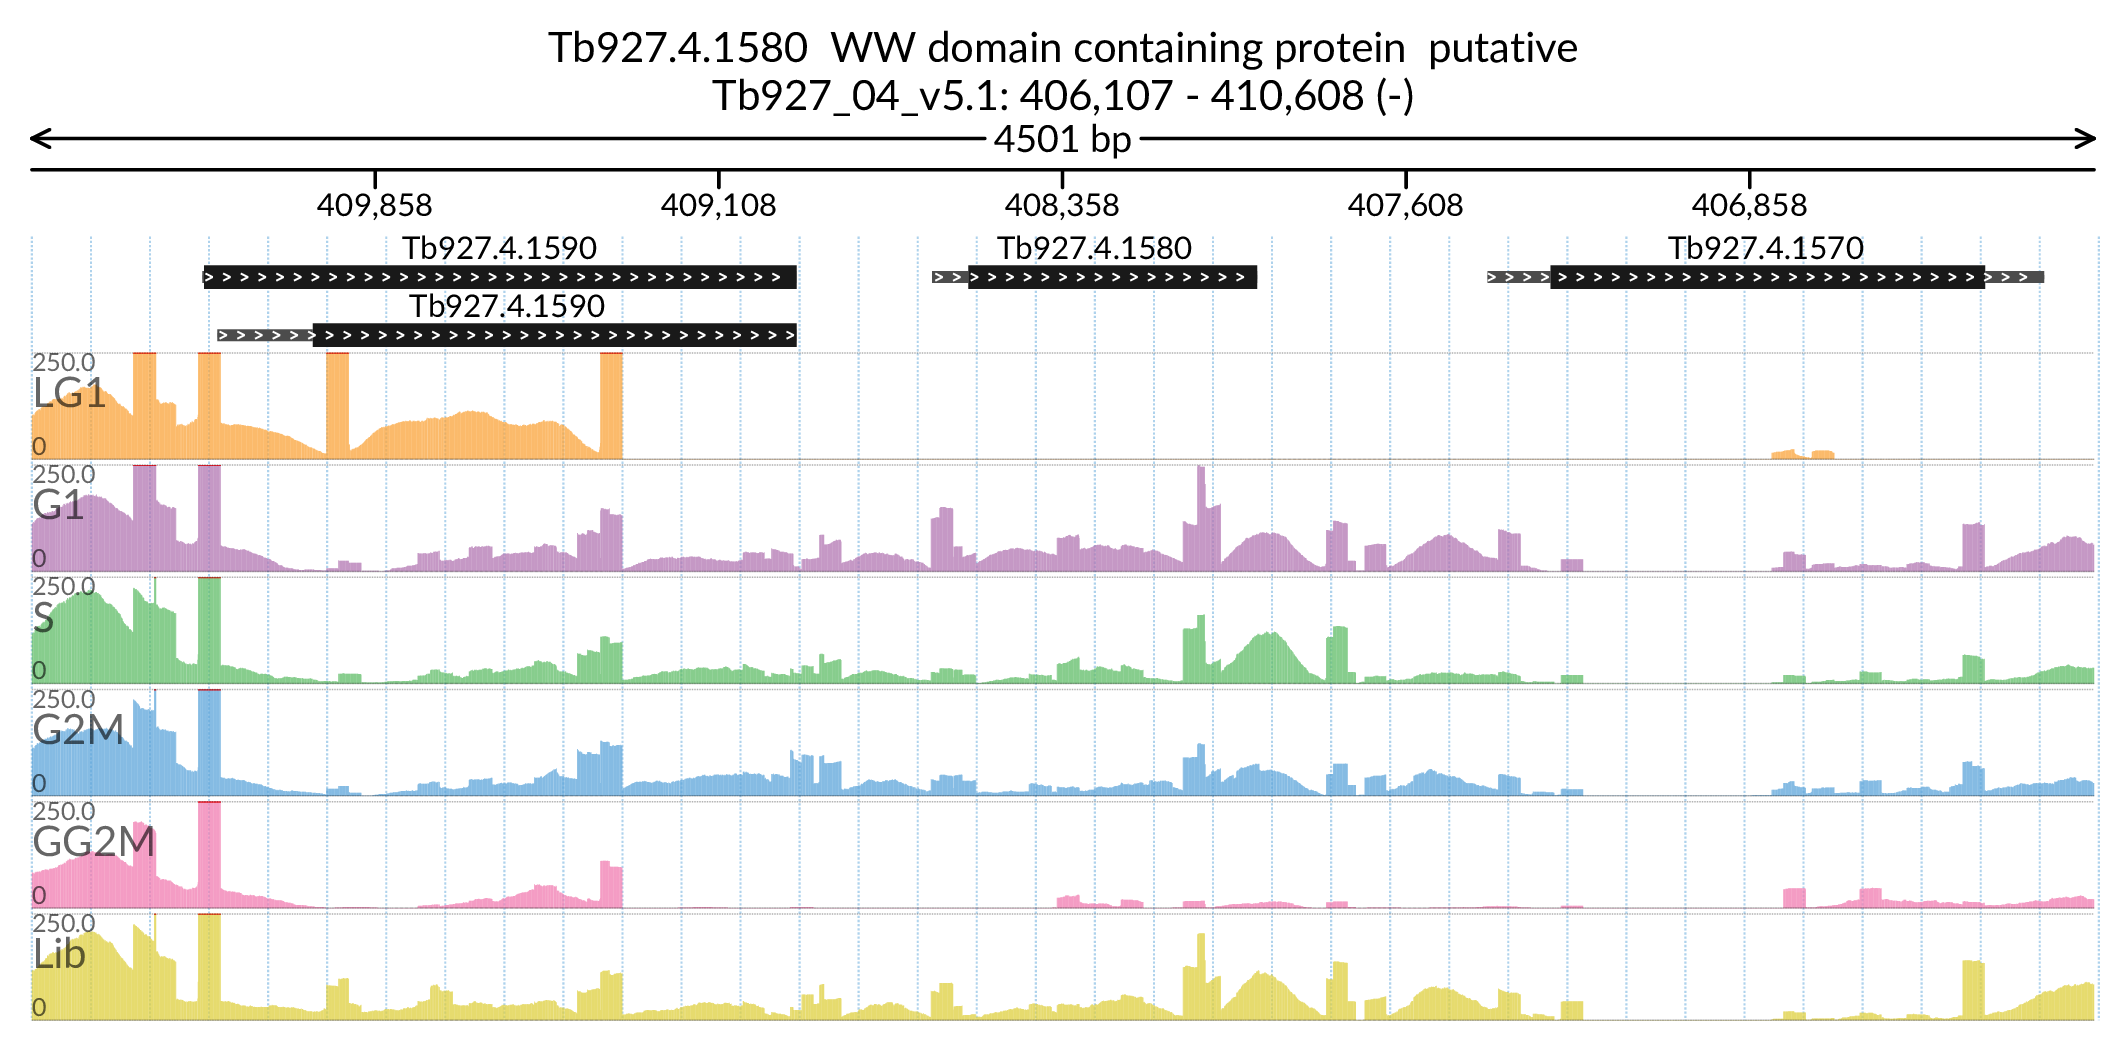 Tb927.4.1580  WW domain containing protein  putative
Tb927_04_v5.1: 406,107 - 410,608 (-)
4501 bp
409,858 409,108 408,358 407,608 406,858
Tb927.4.1590 Tb927.4.1580 Tb927.4.1570
Tb927.4.1590
250.0
LG1
0
250.0
G1
0
250.0
S
0
250.0
G2M
0
250.0
GG2M
0
250.0
Lib
0